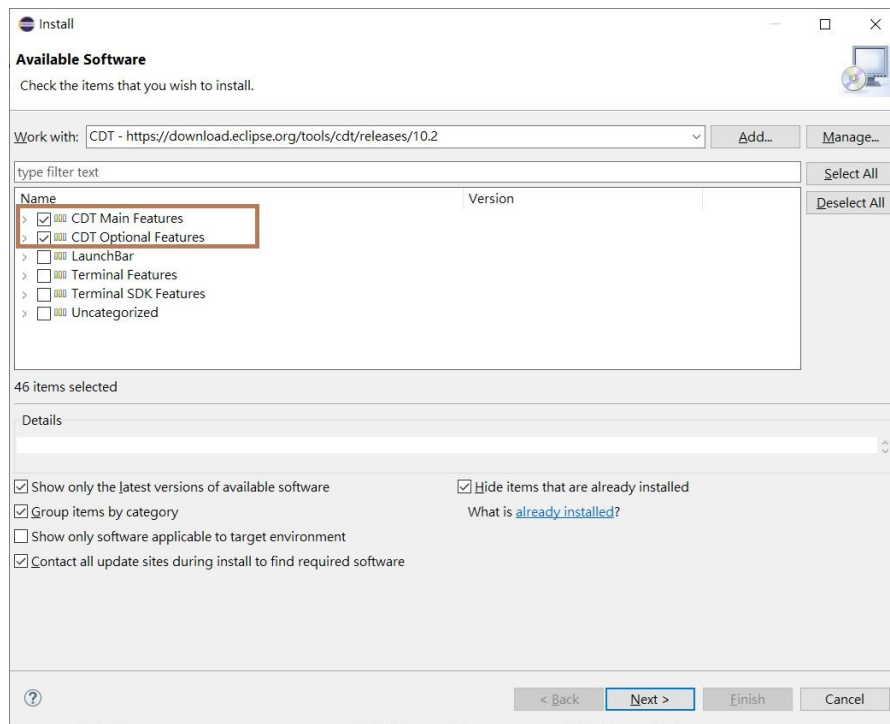 Install
Available Software
Check the items that you wish to install.
Work with: CDT - https://download.eclipse.org/tools/cdt/releases/10.2 Add... Manage...
type filter text Select All
Name Version Deselect All
CDT Main Features
CDT Optional Features
LaunchBar
Terminal Features
Terminal SDK Features
Uncategorized
46 items selected
Details
Show only the latest versions of available software Hide items that are already installed
Group items by category What is already installed?
Show only software applicable to target environment
Contact all update sites during install to find required software
? < Back Next > Finish Cancel